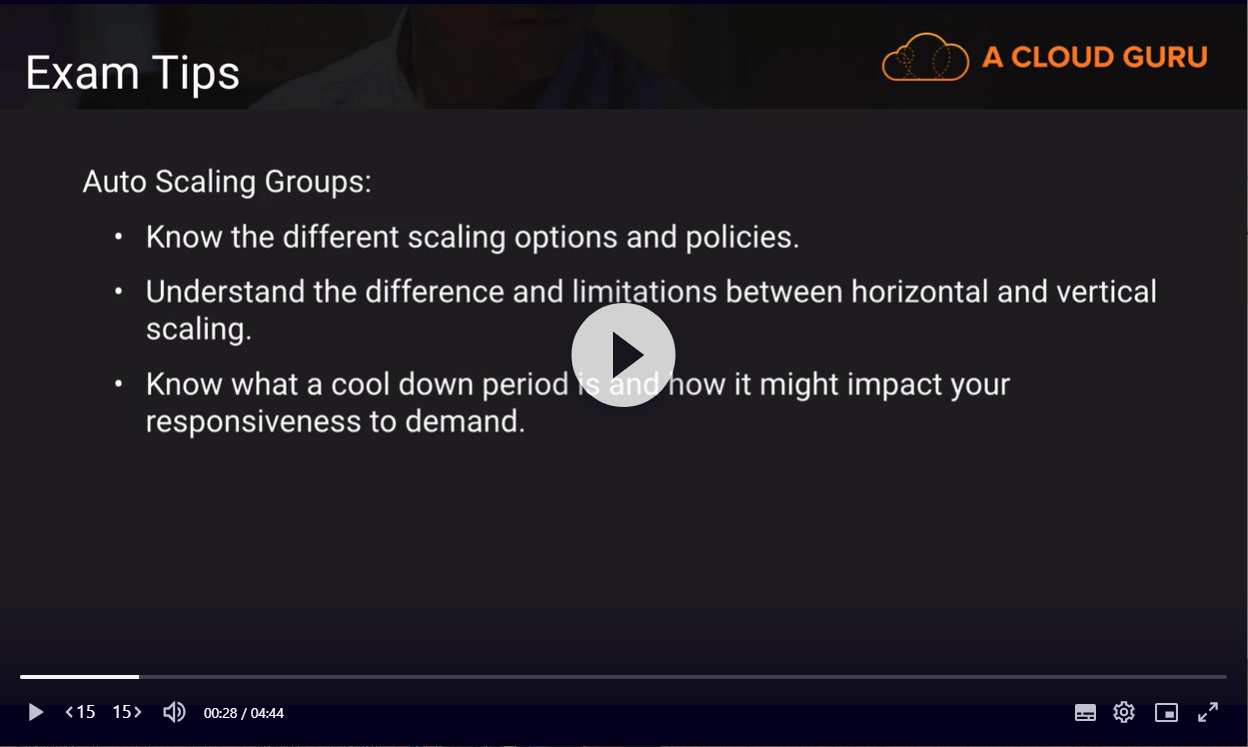 Exam Tips
A CLOUD GURU
Auto Scaling Groups:
• Know the different scaling options and policies.
• Understand the difference and limitations between horizontal and vertical
scaling.
• Know what a cool down period is and how it might impact your
responsiveness to demand.
15 15 00:28 / 04:44